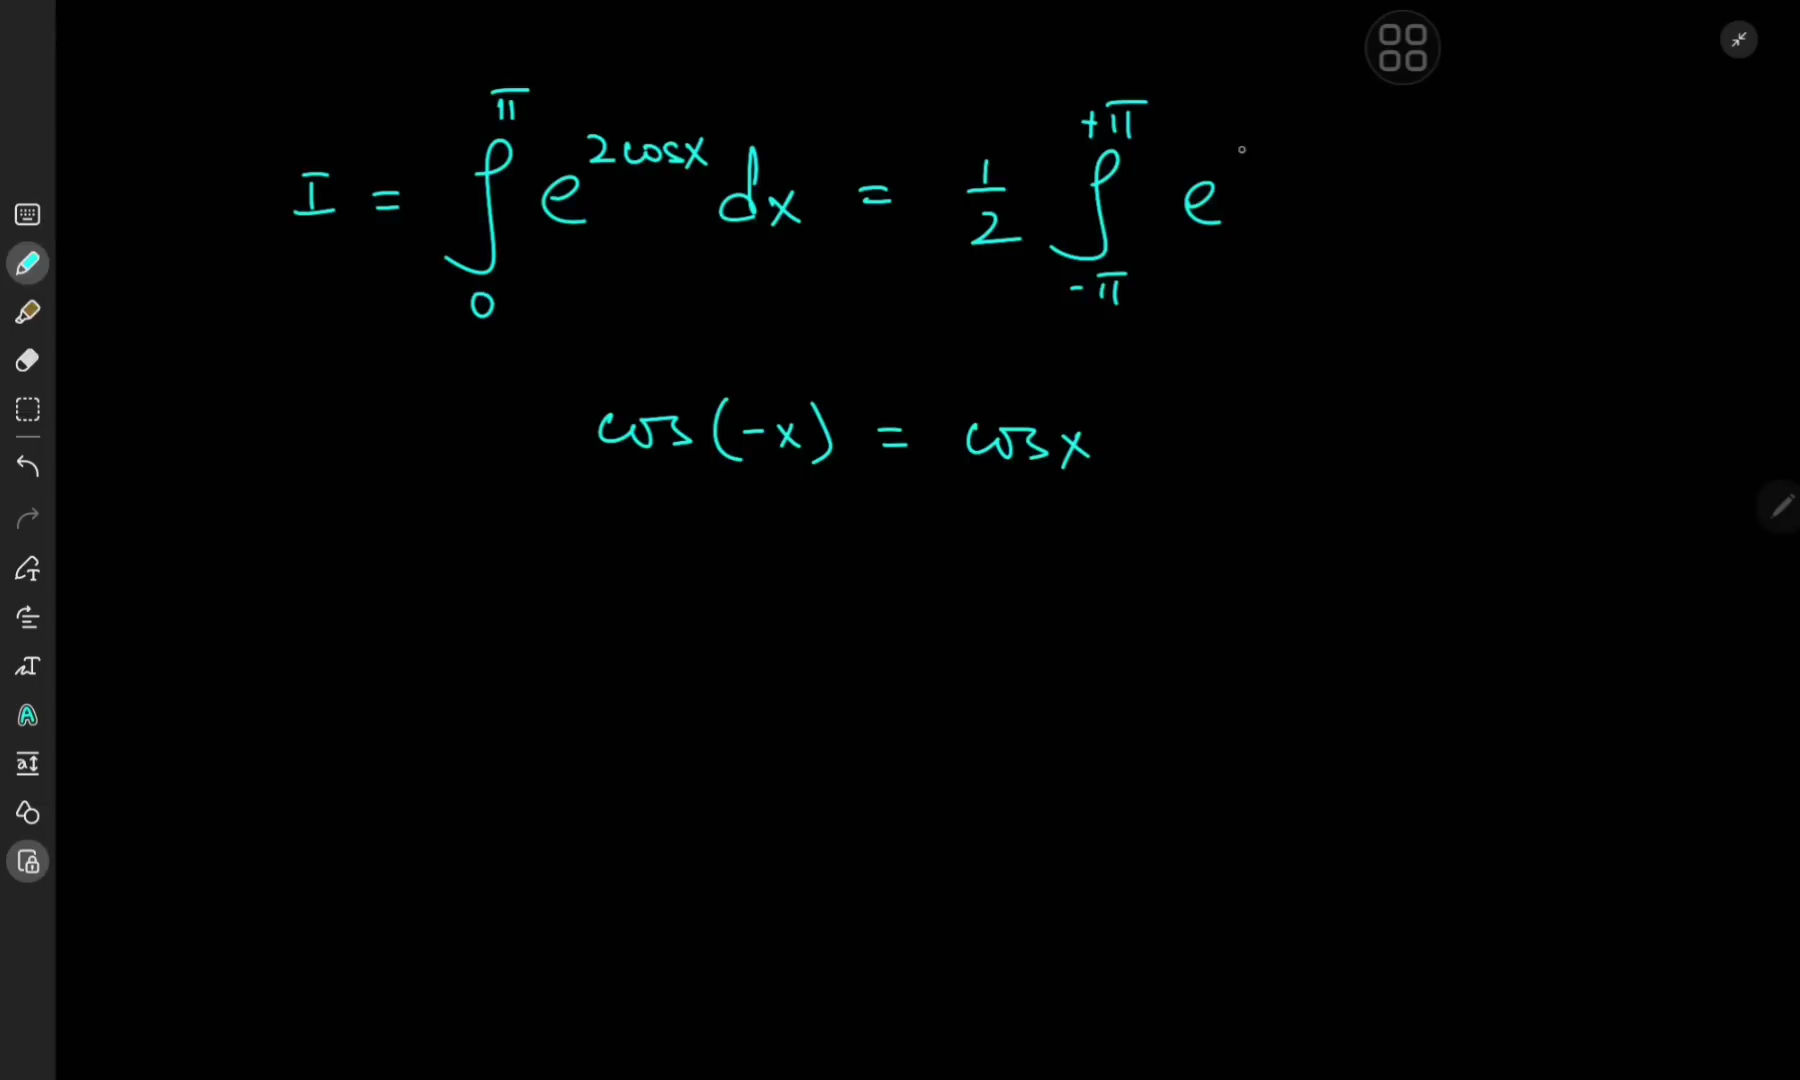 I = ∫₀^π e^{2cosx} dx = 1/2 ∫_{-π}^{+π} e
cos(-x) = cosx